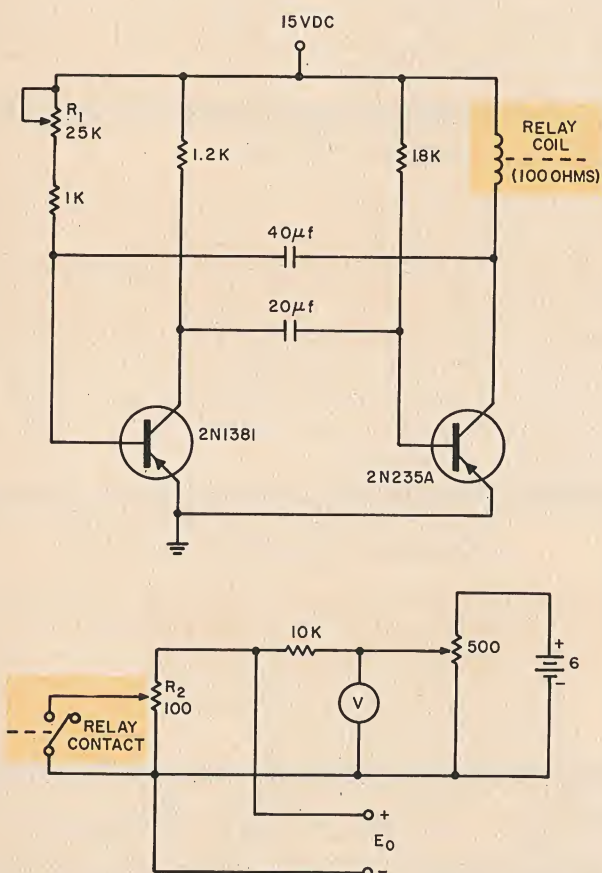 15VDC
R1
25K
1K
1.2K
1.8K
RELAY
COIL
(100 OHMS)
40µf
20µf
2N1381
2N235A
10K
500
+
6
-
R2
100
V
RELAY
CONTACT
+
E0
-